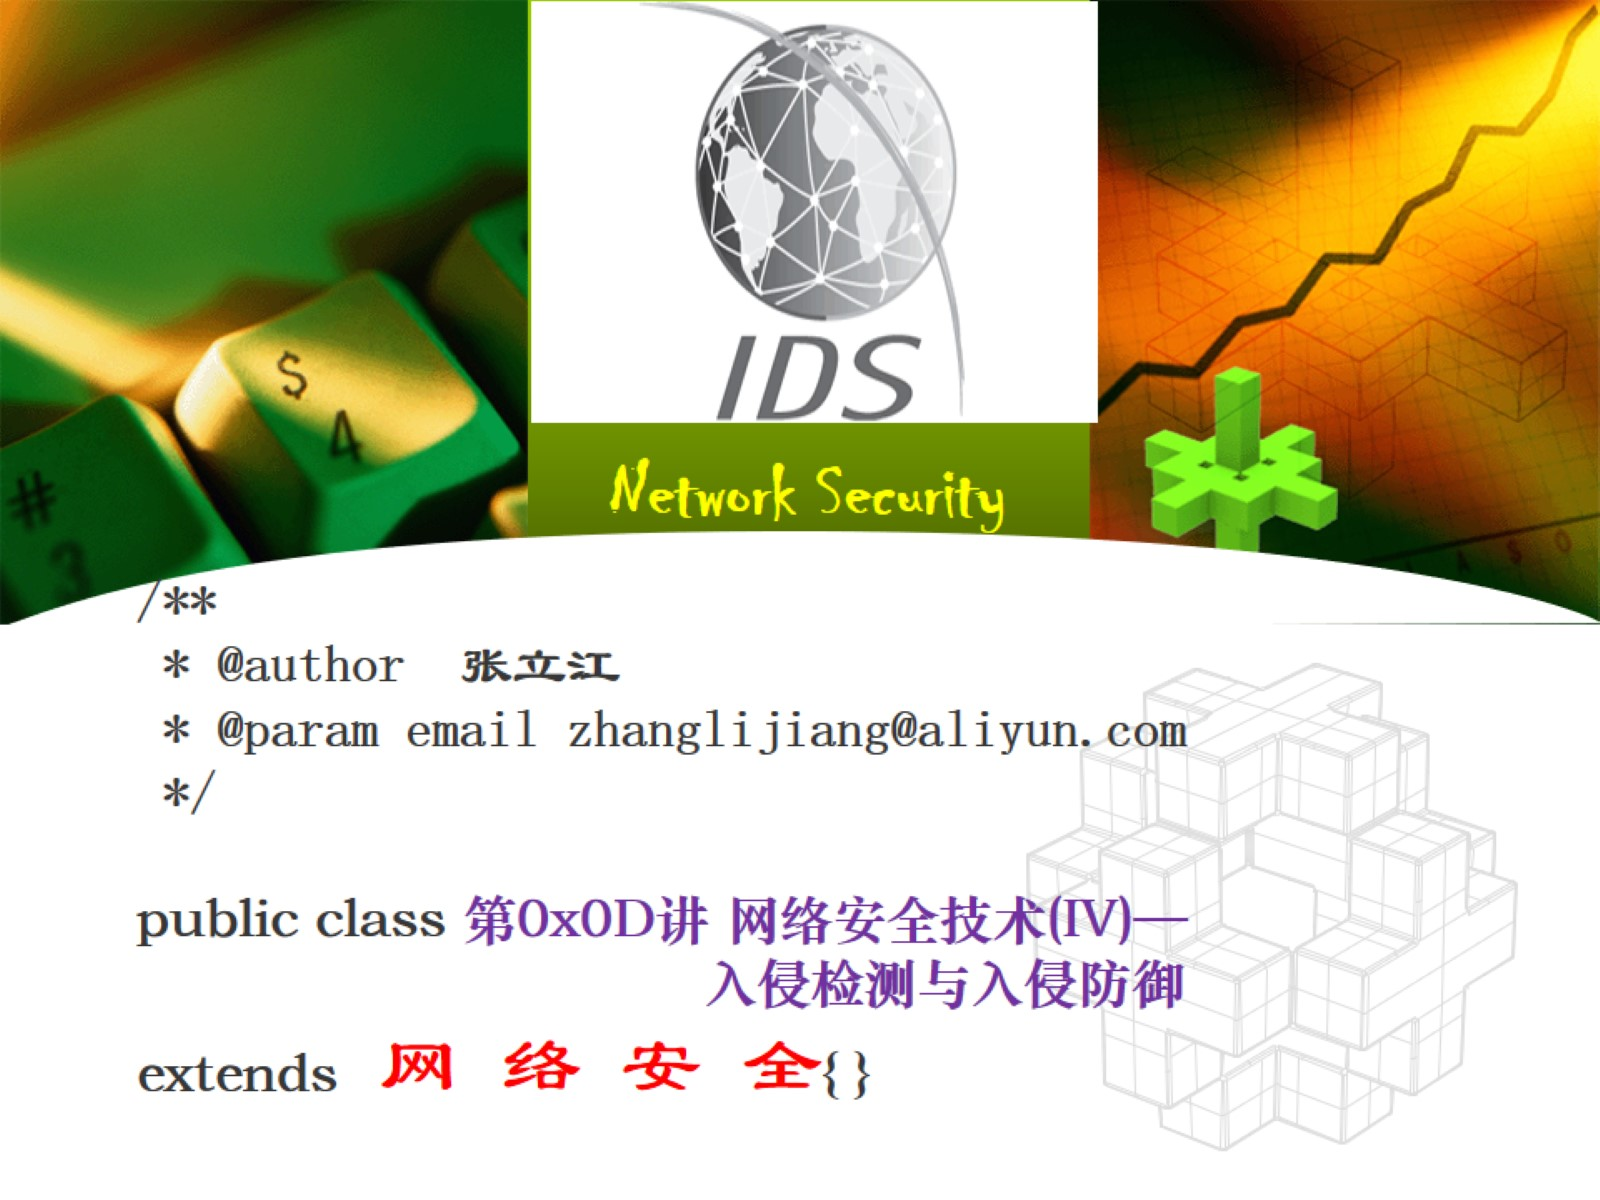 $
4
#
3
IDS
Network Security
A S O
/**
* @author 张立江
* @param email zhanglijiang@aliyun.com
*/
public class 第0x0D讲 网络安全技术(IV)—
入侵检测与入侵防御
extends 网 络 安 全{}